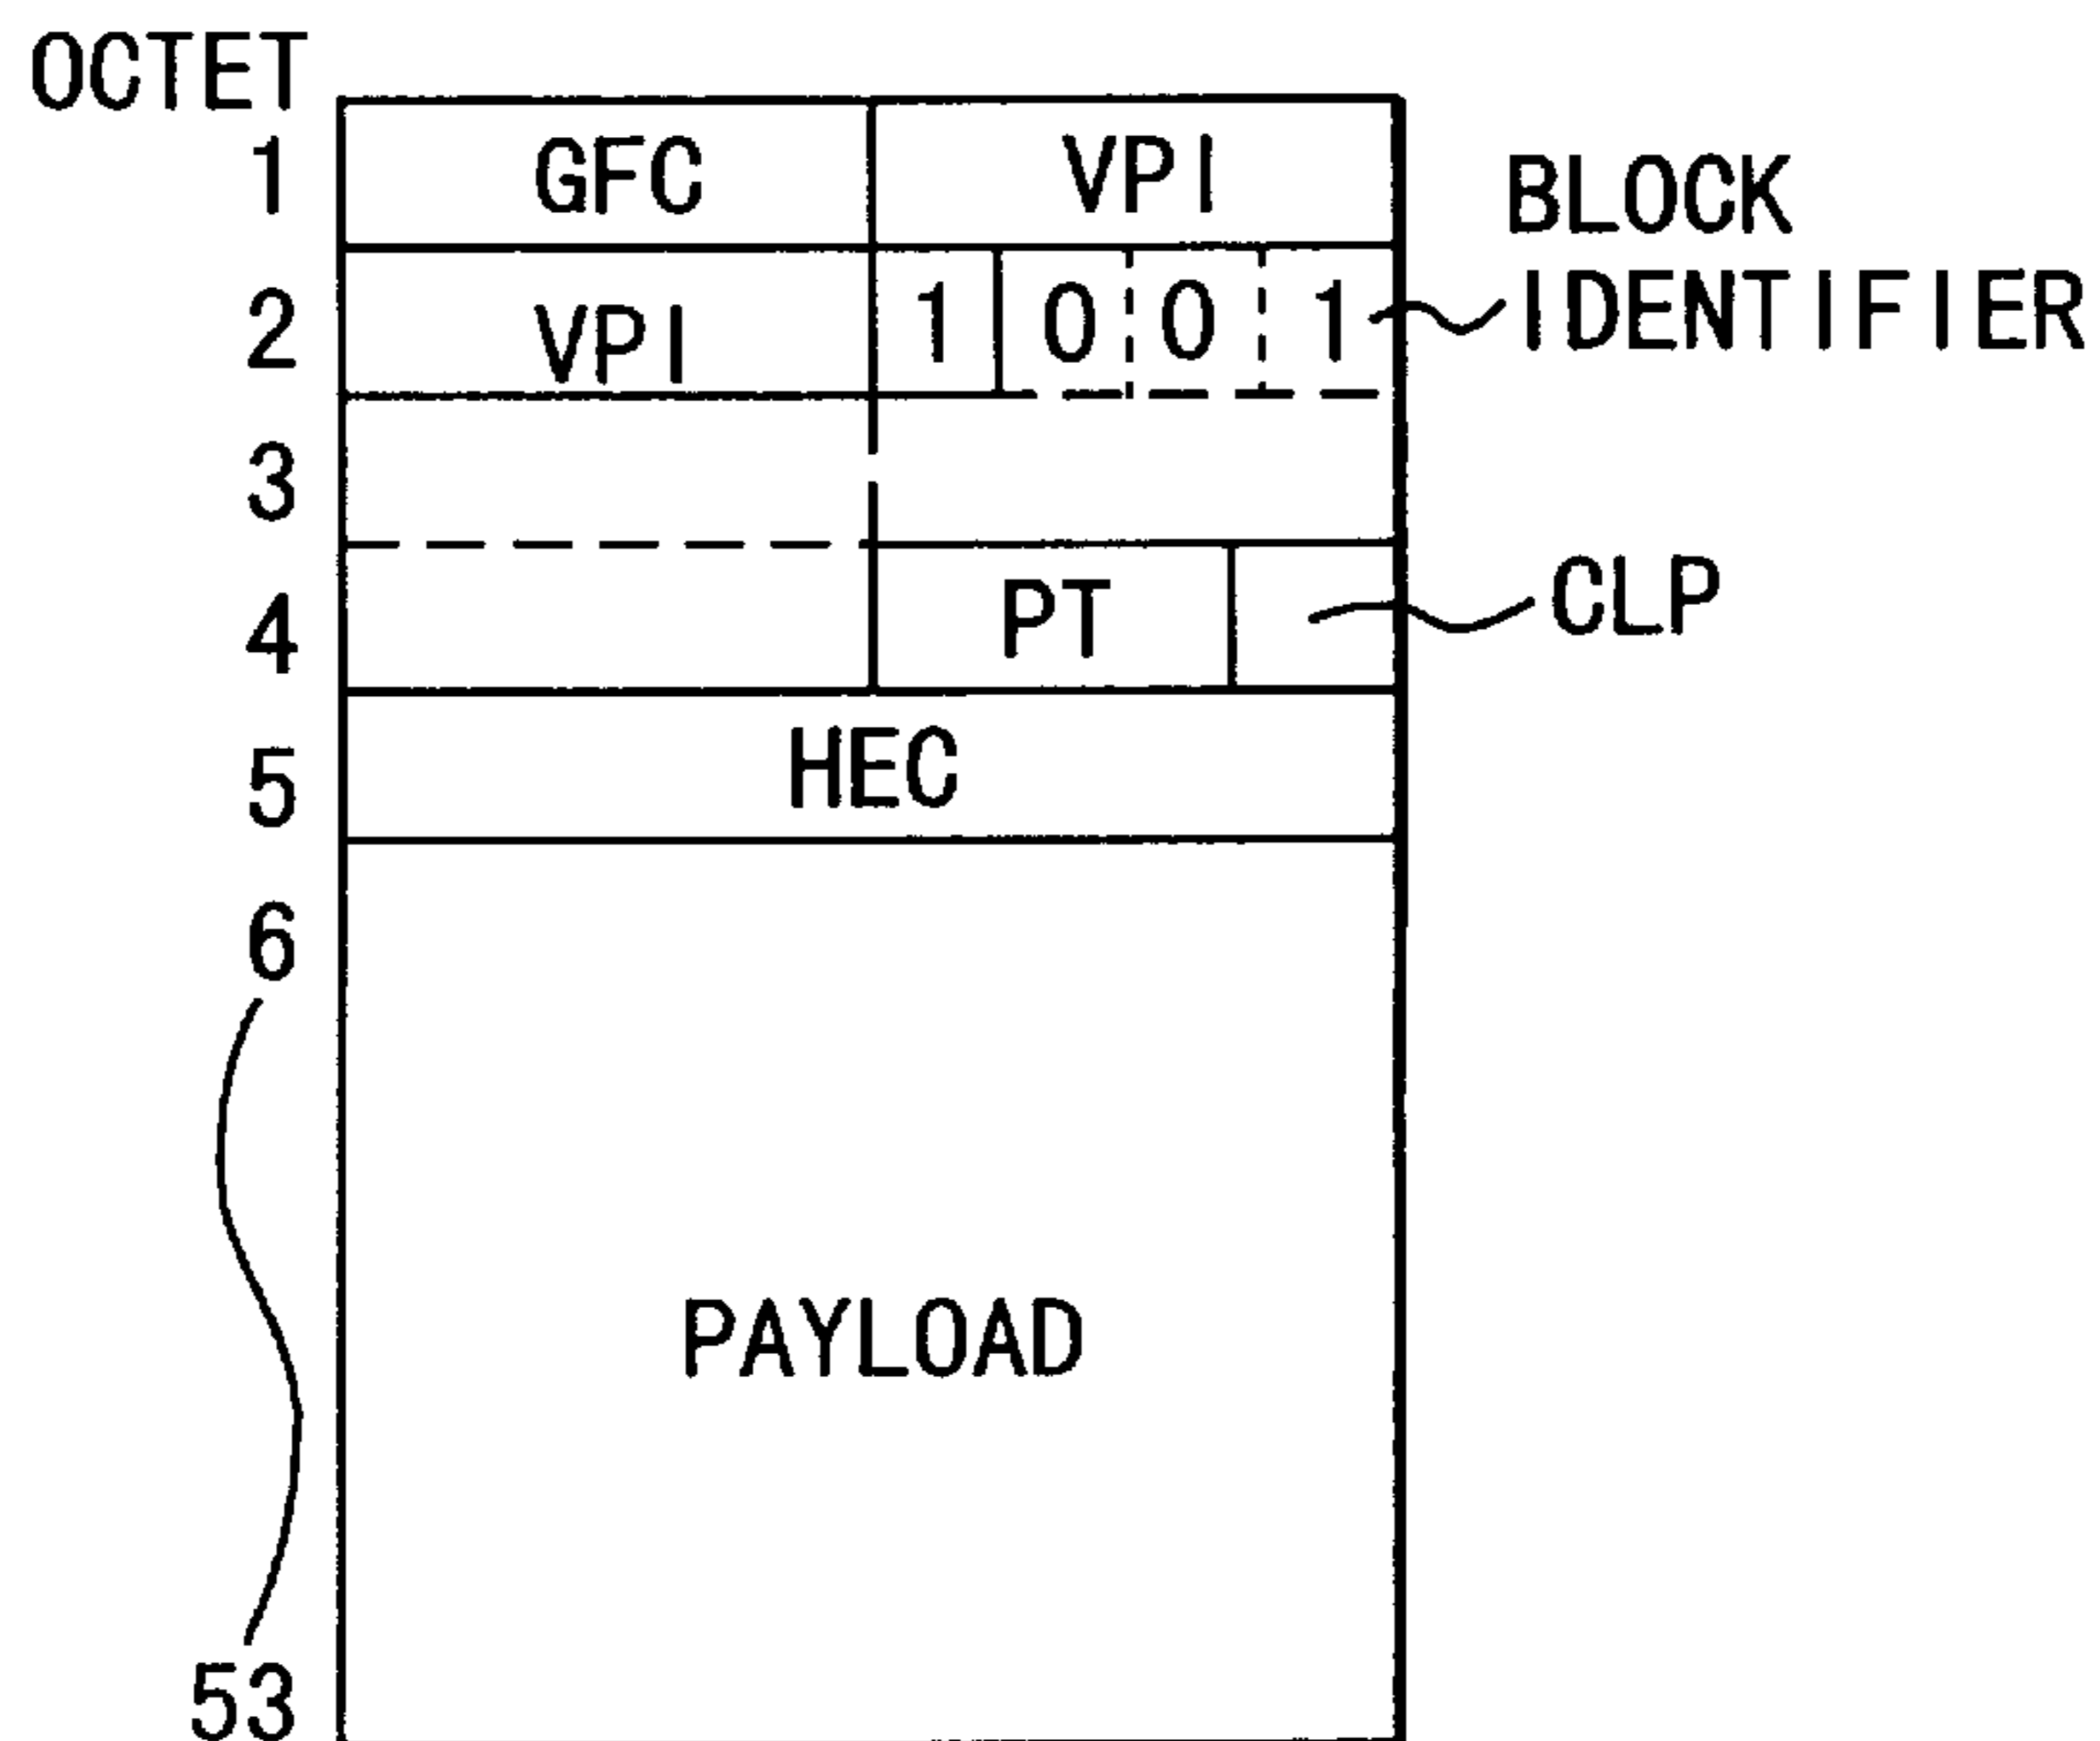 OCTET
1 GFC VPI
BLOCK
IDENTIFIER
2 VPI 1 0 0 1
3
4 PT CLP
5 HEC
6
PAYLOAD
53